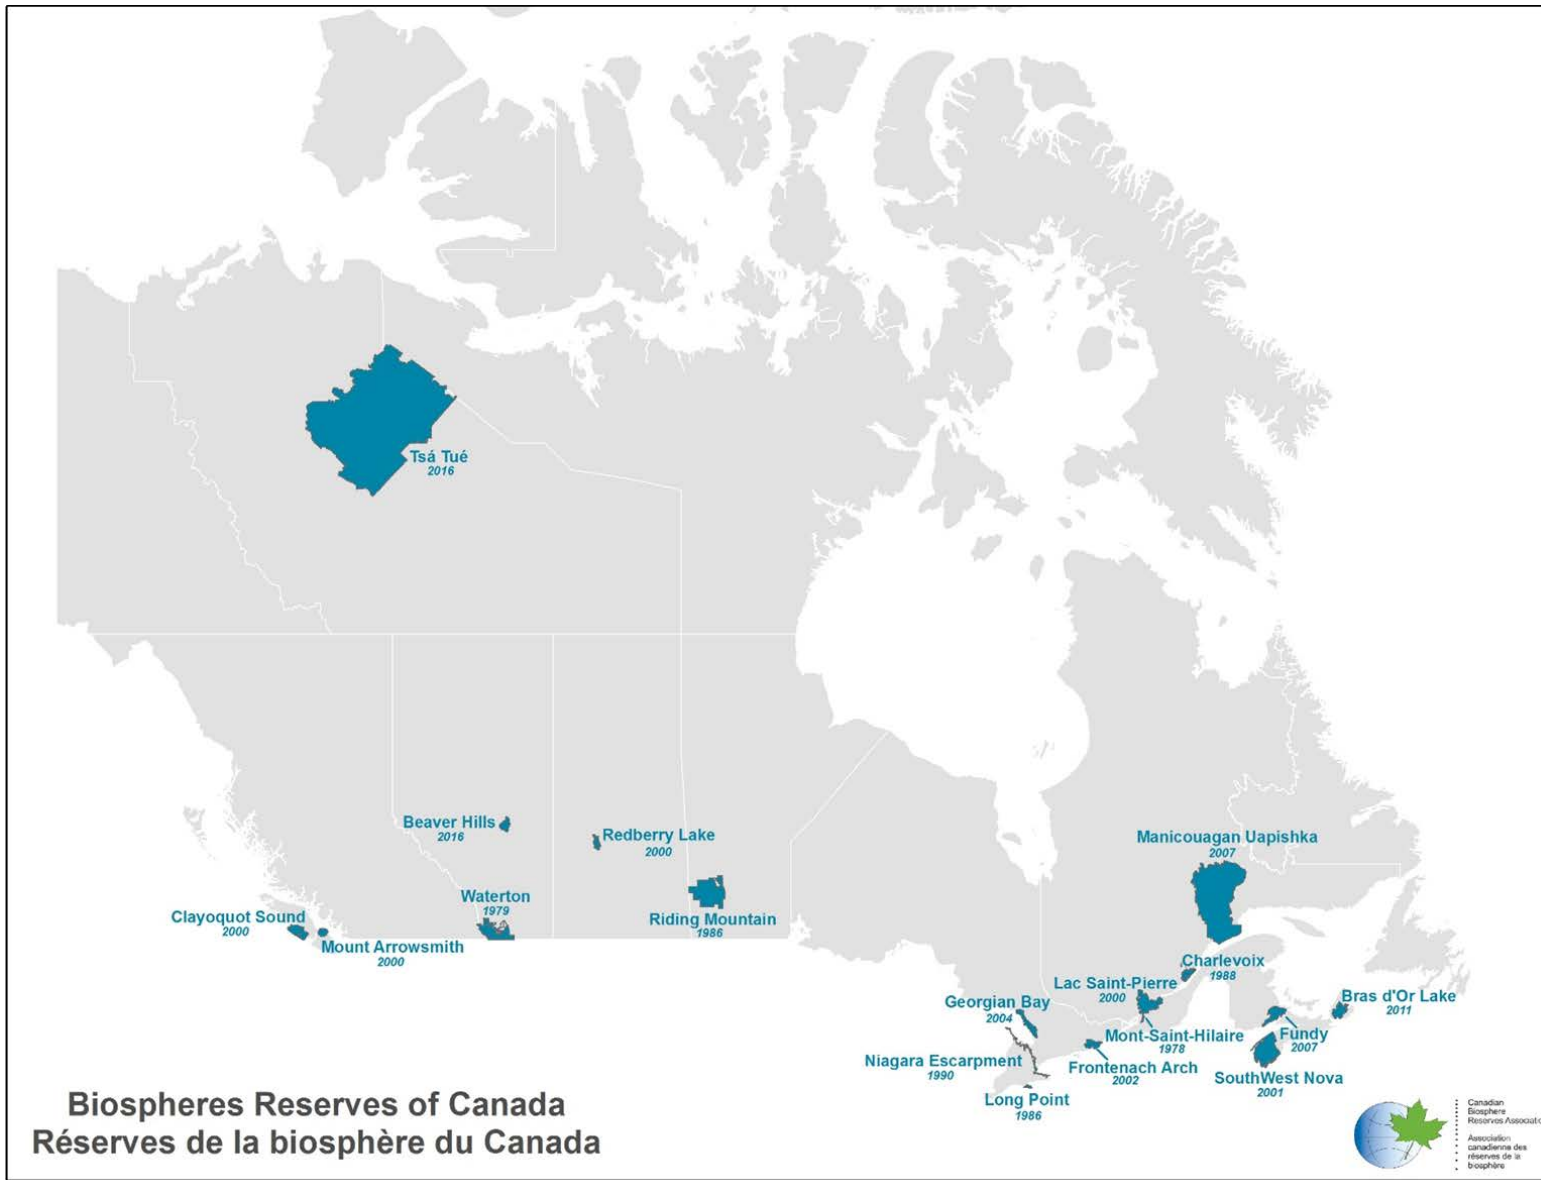 Tsá Tué
2016
Beaver Hills
2016
Redberry Lake
2000
Manicouagan Uapishka
2007
Waterton
1979
Clayoquot Sound
2000
Riding Mountain
1986
Mount Arrowsmith
2000
Charlevoix
1988
Lac Saint-Pierre
2000
Georgian Bay
2004
Bras d'Or Lake
2011
Mont-Saint-Hilaire
1978
Fundy
2007
Niagara Escarpment
1990
Frontenach Arch
2002
SouthWest Nova
2001
Long Point
1986
Biospheres Reserves of Canada
Réserves de la biosphère du Canada
Canadian
Biosphere
Reserves Associatio
Association
canadienne des
réserves de la
biosphère